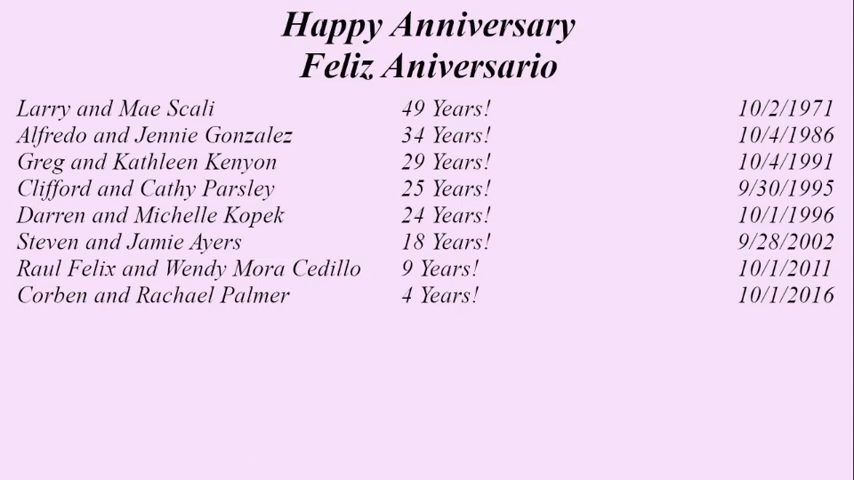 Happy Anniversary
Feliz Aniversario
Larry and Mae Scali 49 Years! 10/2/1971
Alfredo and Jennie Gonzalez 34 Years! 10/4/1986
Greg and Kathleen Kenyon 29 Years! 10/4/1991
Clifford and Cathy Parsley 25 Years! 9/30/1995
Darren and Michelle Kopek 24 Years! 10/1/1996
Steven and Jamie Ayers 18 Years! 9/28/2002
Raul Felix and Wendy Mora Cedillo 9 Years! 10/1/2011
Corben and Rachael Palmer 4 Years! 10/1/2016